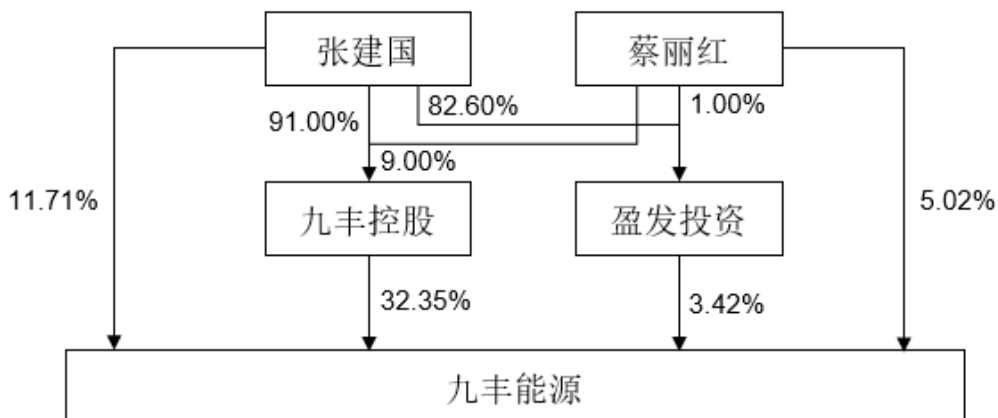 张建国
蔡丽红
82.60%
1.00%
91.00%
9.00%
11.71%
5.02%
九丰控股
盈发投资
32.35%
3.42%
九丰能源